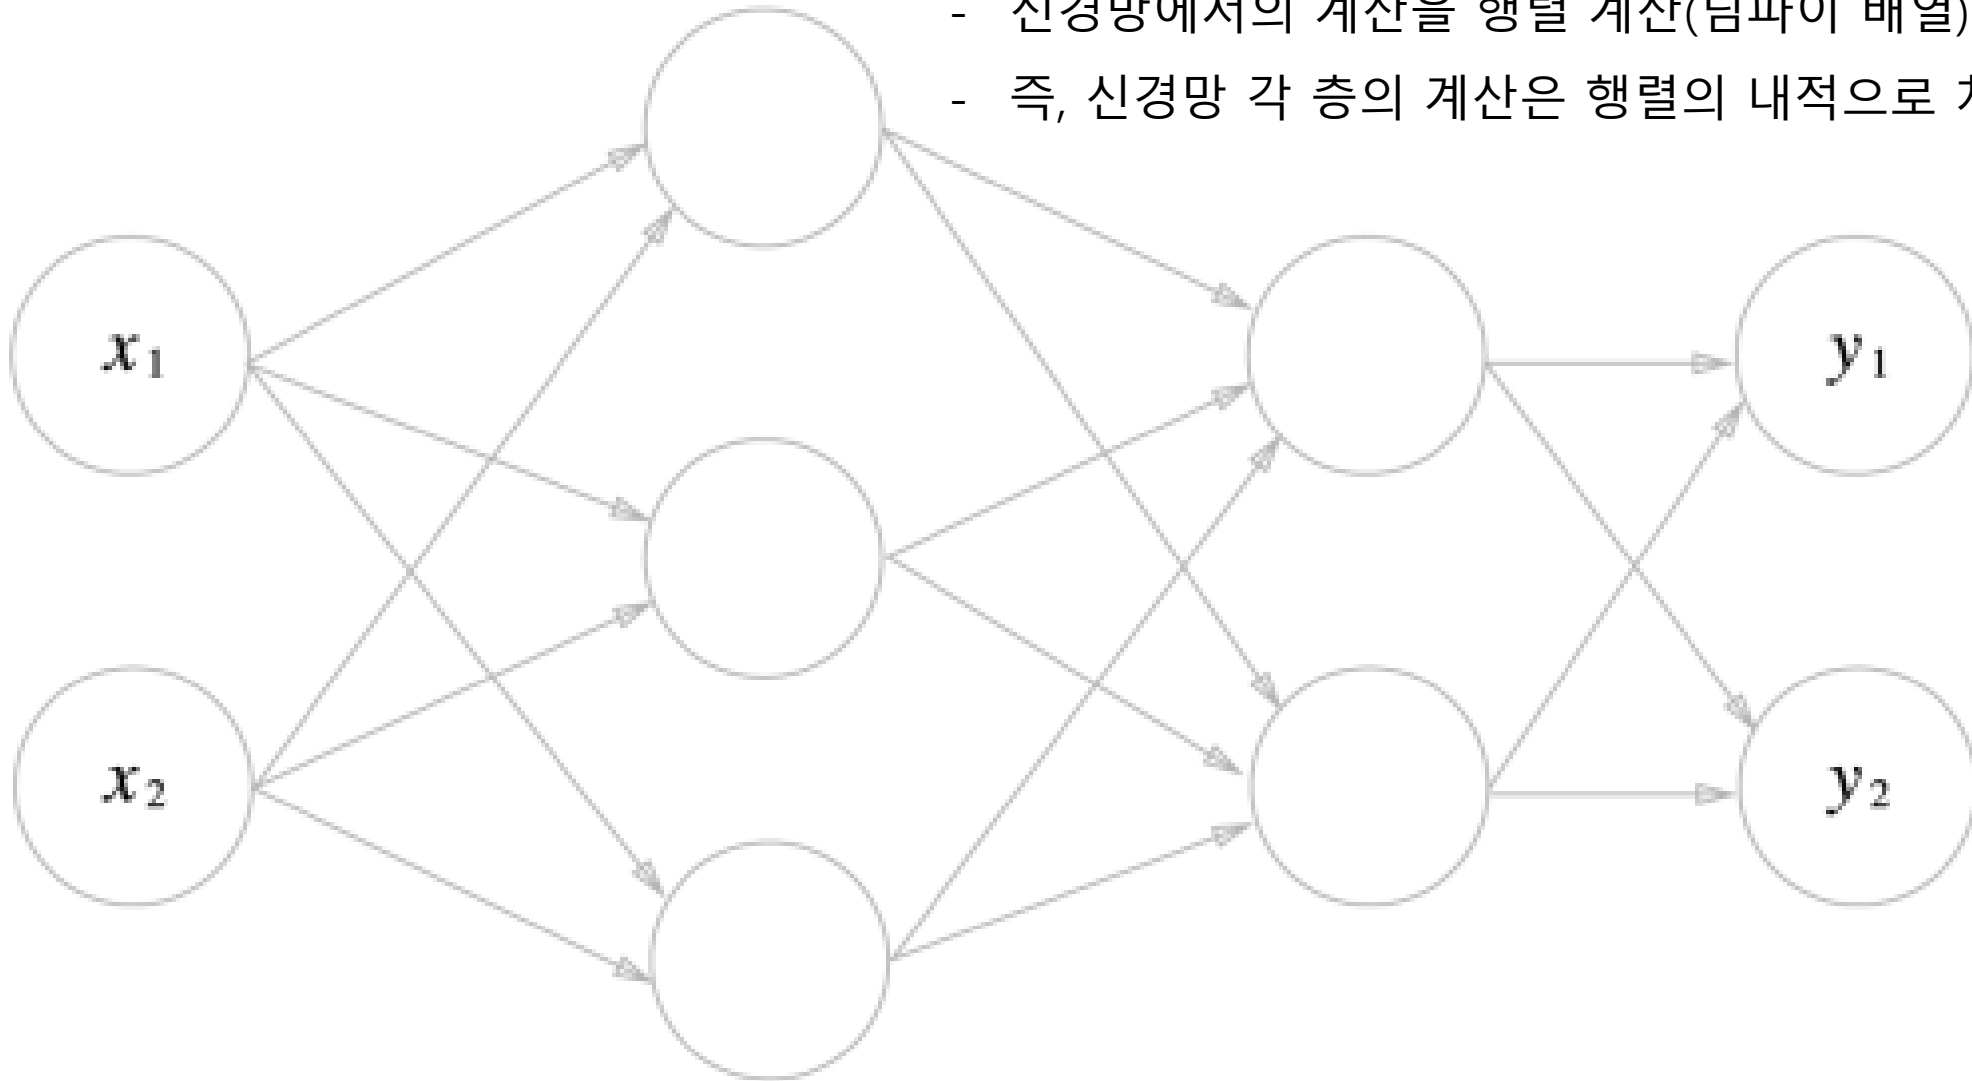 - 신경망에서의 계산을 행렬 계산(넘파이 배열)
- 즉, 신경망 각 층의 계산은 행렬의 내적으로
x1
y1
x2
y2